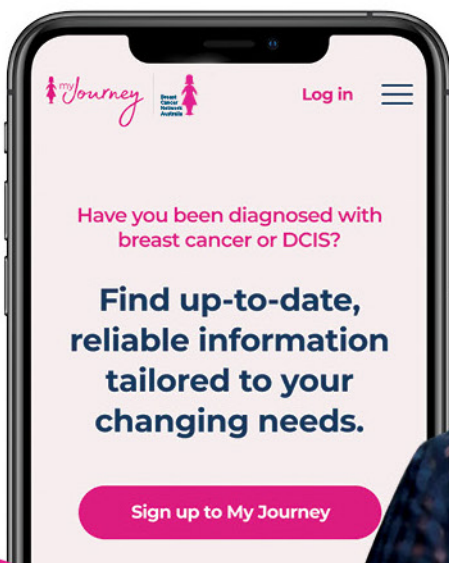 my Journey
Breast
Cancer
Network
Australia
Log in
Have you been diagnosed with
breast cancer or DCIS?
Find up-to-date,
reliable information
tailored to your
changing needs.
Sign up to My Journey